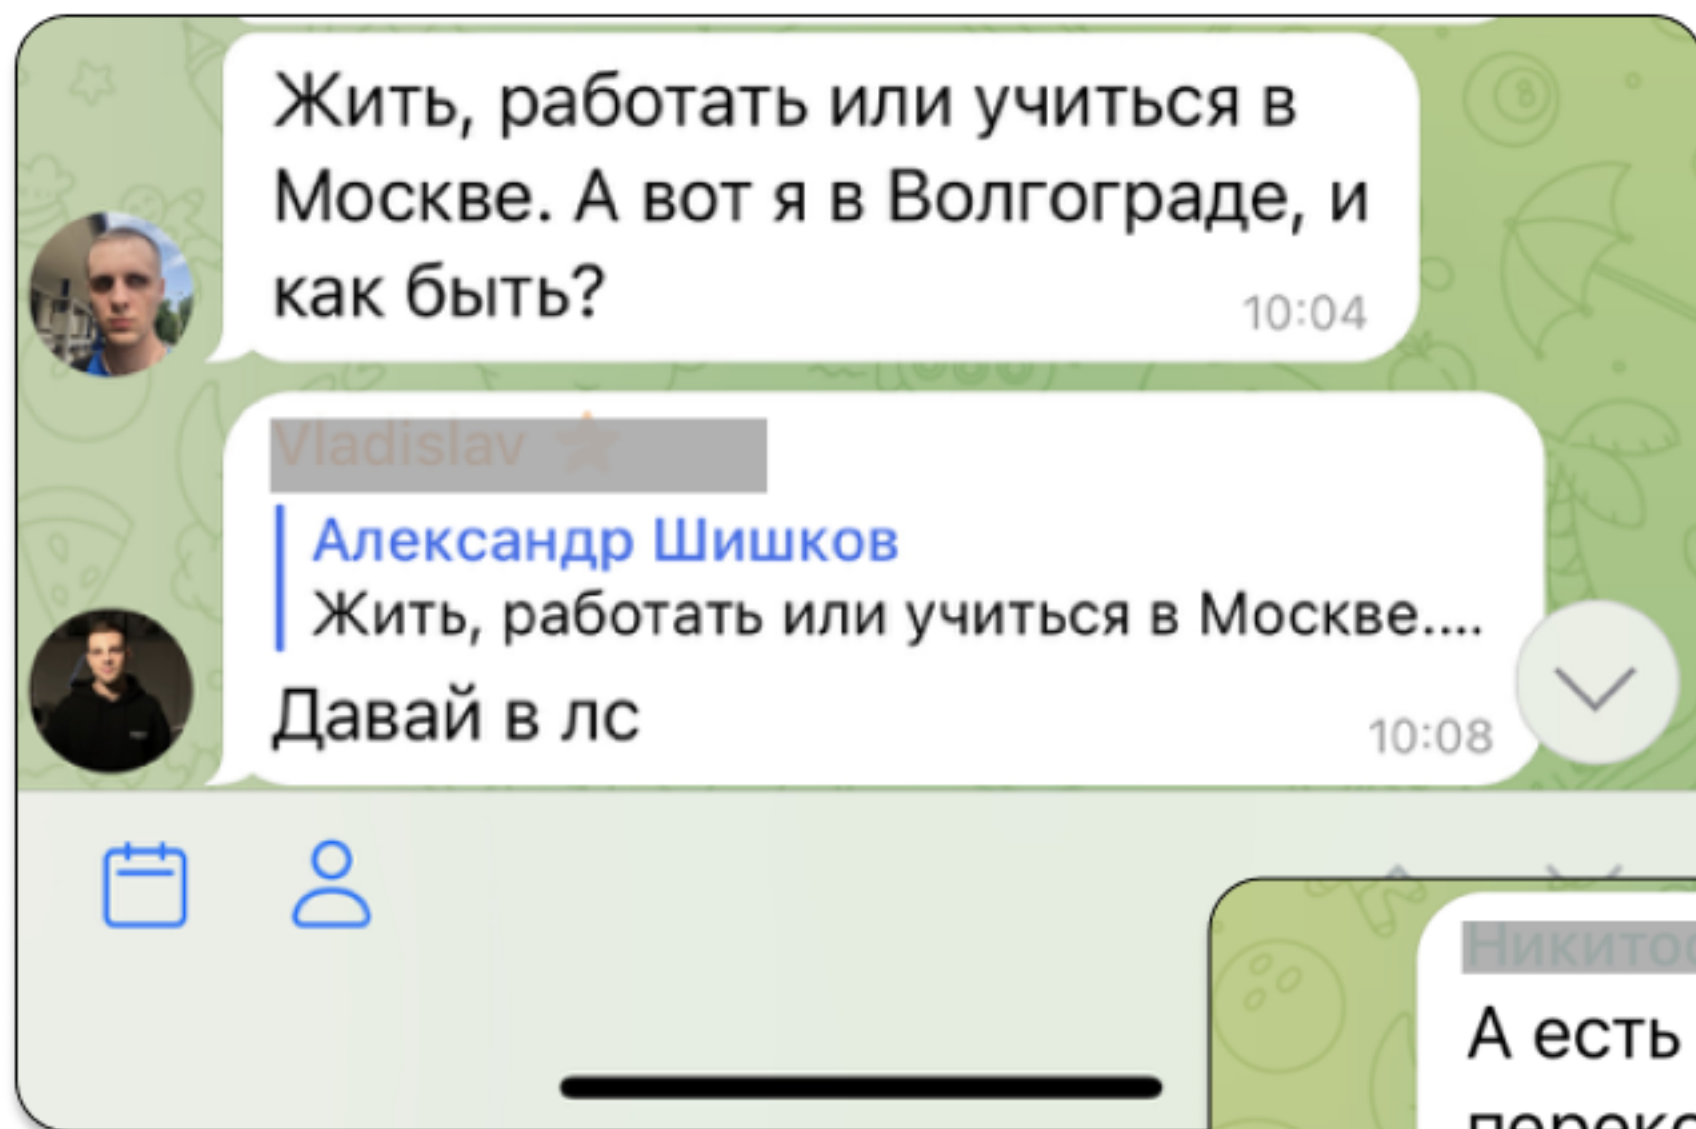 Жить, работать или учиться в
Москве. А вот я в Волгограде, и
как быть?
10:04
Vladislav
Александр Шишков
Жить, работать или учиться в Москве....
Давай в лс
10:08
А есть